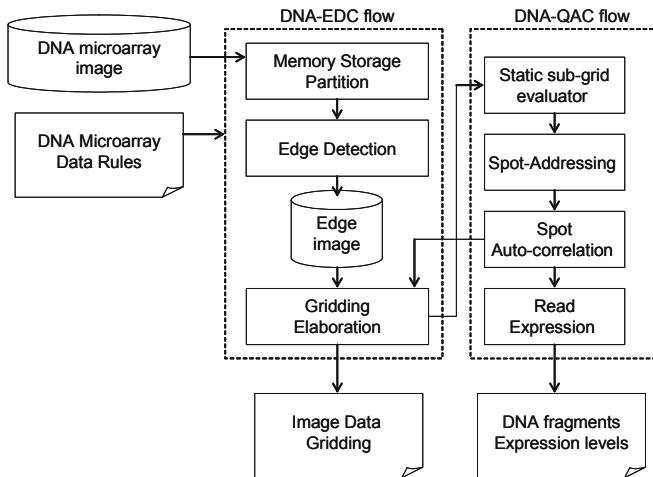 DNA-EDC flow
DNA-QAC flow
DNA microarray
image
Memory Storage
Partition
Static sub-grid
evaluator
DNA Microarray
Data Rules
Edge Detection
Spot-Addressing
Edge
image
Spot
Auto-correlation
Gridding
Elaboration
Read
Expression
Image Data
Gridding
DNA fragments
Expression levels